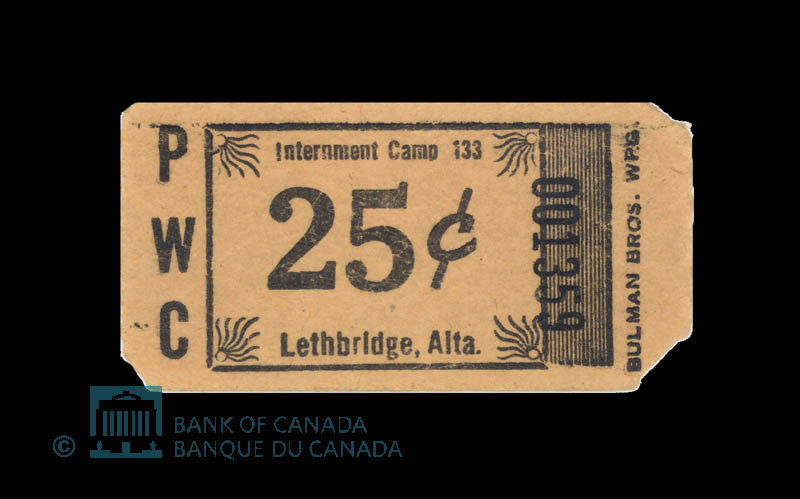 P
W
C
Internment Camp 133
25¢
Lethbridge, Alta.
001359
BULMAN BROS. WPG.
© BANK OF CANADA
BANQUE DU CANADA